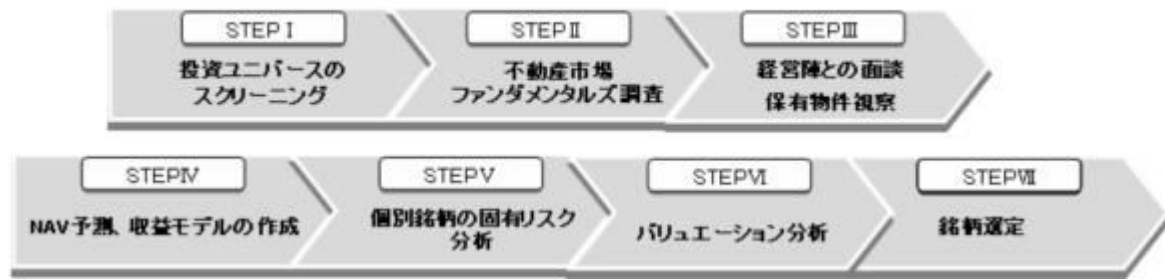 STEPⅠ
投資ユニバースの
スクリーニング
STEPⅡ
不動産市場
ファンダメンタルズ調査
STEPⅢ
経営陣との面談
保有物件視察
STEPⅣ
NAV予測、収益モデルの作成
STEPⅤ
個別銘柄の固有リスク
分析
STEPⅥ
バリュエーション分析
STEPⅦ
銘柄選定